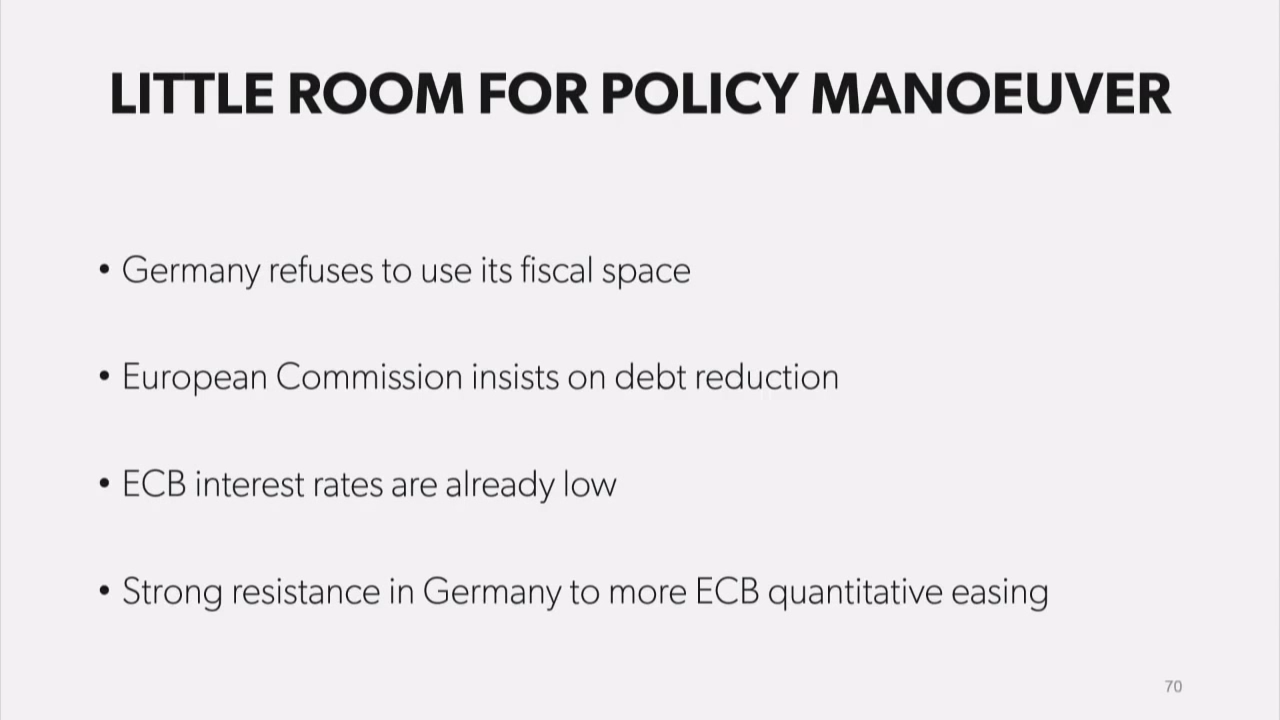 LITTLE ROOM FOR POLICY MANOEUVER
• Germany refuses to use its fiscal space
• European Commission insists on debt reduction
• ECB interest rates are already low
• Strong resistance in Germany to more ECB quantitative easing
70